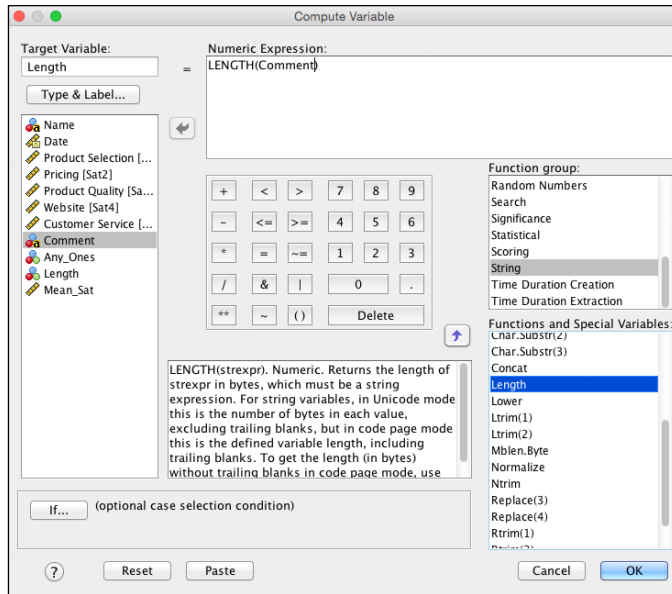 Compute Variable
Target Variable:
Length
Type & Label...
=
Numeric Expression:
LENGTH(Comment)
Name
Date
Product Selection [...
Pricing [Sat2]
Product Quality [Sa...
Website [Sat4]
Customer Service [...
Comment
Any_Ones
Length
Mean_Sat
+ < > 7 8 9
- <= >= 4 5 6
* = ~= 1 2 3
/ & | 0 .
** ~ () Delete
Function group:
Random Numbers
Search
Significance
Statistical
Scoring
String
Time Duration Creation
Time Duration Extraction
Functions and Special Variables:
Char.Substr(2)
Char.Substr(3)
Concat
Length
Lower
Ltrim(1)
Ltrim(2)
Mblen.Byte
Normalize
Ntrim
Replace(3)
Replace(4)
Rtrim(1)
LENGTH(strexpr). Numeric. Returns the length of
strexpr in bytes, which must be a string
expression. For string variables, in Unicode mode
this is the number of bytes in each value,
excluding trailing blanks, but in code page mode
this is the defined variable length, including
trailing blanks. To get the length (in bytes)
without trailing blanks in code page mode, use
If... (optional case selection condition)
? Reset Paste Cancel OK